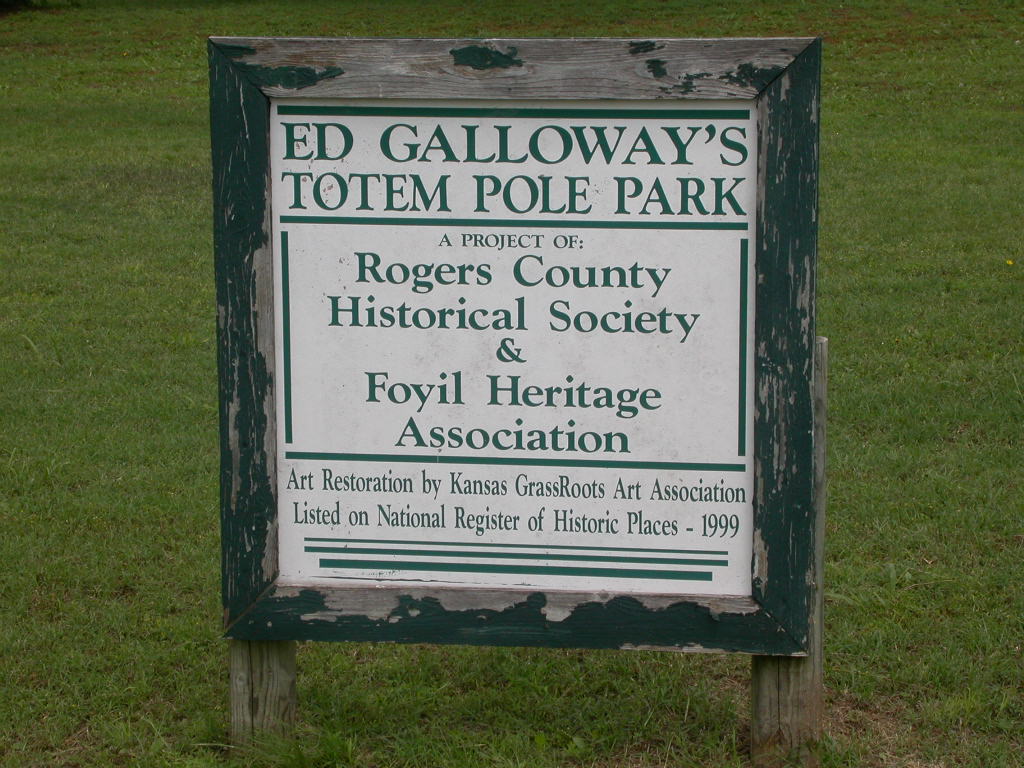 ED GALLOWAY'S
TOTEM POLE PARK
A PROJECT OF:
Rogers County
Historical Society
&
Foyil Heritage
Association
Art Restoration by Kansas GrassRoots Art Association
Listed on National Register of Historic Places - 1999